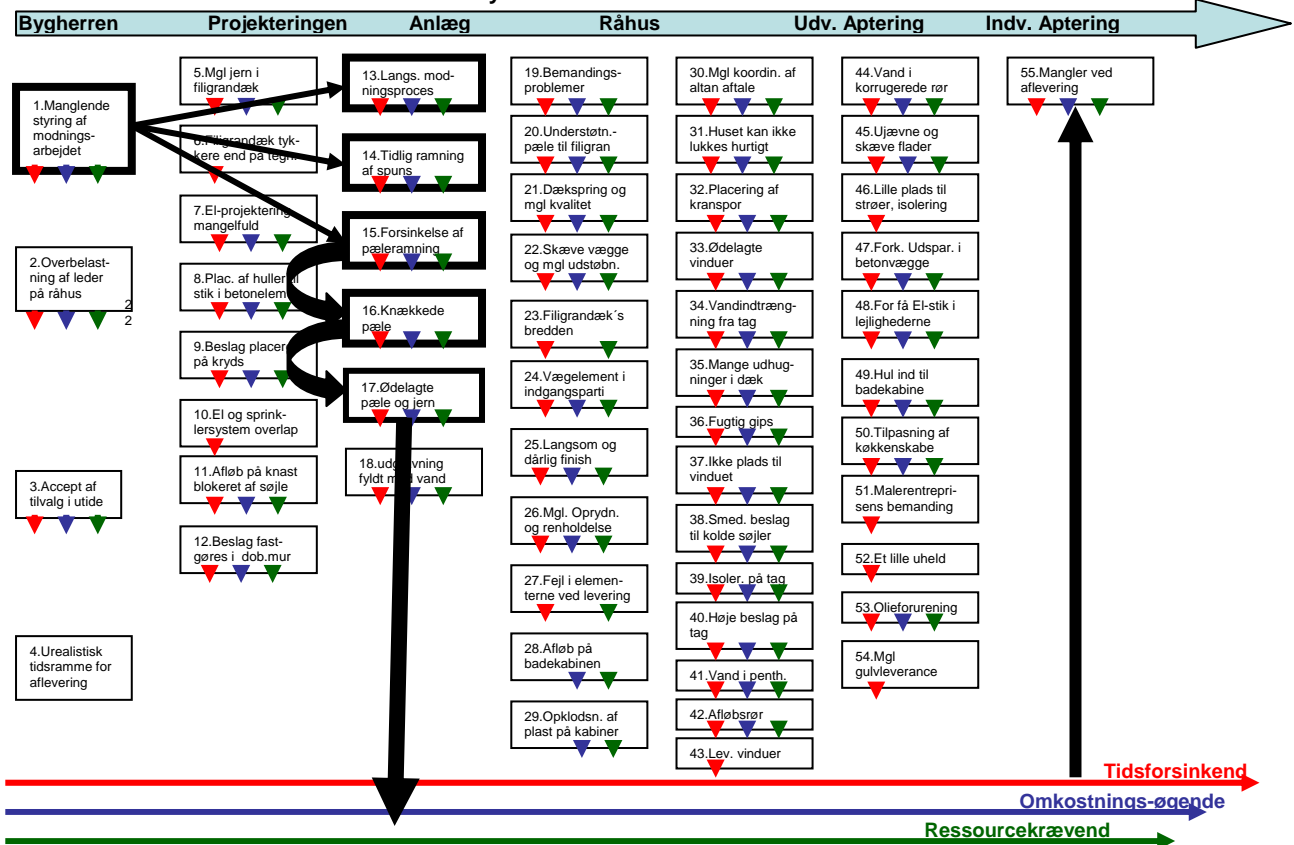 Bygherren
Projekteringen
Anlæg
Råhus
Udv. Aptering
Indv. Aptering
1.Manglende
styring af
modnings-
arbejdet
2.Overbelast-
ning af leder
på råhus
2
2
3.Accept af
tilvalg i utide
4.Urealistisk
tidsramme for
aflevering
5.Mgl jern i
filigrandæk
6.Filigrandæk tyk-
kere end på tegn.
7.El-projektering
mangelfuld
8.Plac. af huller til
stik i betonelem
9.Beslag placer
på kryds
10.El og sprink-
lersystem overlap
11.Afløb på knast
blokeret af søjle
12.Beslag fast-
gøres i dob.mur
13.Langs. mod-
ningsproces
14.Tidlig ramning
af spuns
15.Forsinkelse af
pæleramning
16.Knækkede
pæle
17.Ødelagte
pæle og jern
18.udgravning
fyldt med vand
19.Bemandings-
problemer
20.Understøtn.-
pæle til filigran
21.Dækspring og
mgl kvalitet
22.Skæve vægge
og mgl udstøbn.
23.Filigrandæk´s
bredden
24.Vægelement i
indgangsparti
25.Langsom og
dårlig finish
26.Mgl. Oprydn.
og renholdelse
27.Fejl i elemen-
terne ved levering
28.Afløb på
badekabinen
29.Opklodsn. af
plast på kabiner
30.Mgl koordin. af
altan aftale
31.Huset kan ikke
lukkes hurtigt
32.Placering af
kranspor
33.Ødelagte
vinduer
34.Vandindtræng-
ning fra tag
35.Mange udhug-
ninger i dæk
36.Fugtig gips
37.Ikke plads til
vinduet
38.Smed. beslag
til kolde søjler
39.Isoler. på tag
40.Høje beslag på
tag
41.Vand i penth.
42.Afløbsrør
43.Lev. vinduer
44.Vand i
korrugerede rør
45.Ujævne og
skæve flader
46.Lille plads til
strøer, isolering
47.Fork. Udspar. i
betonvægge
48.For få El-stik i
lejlighederne
49.Hul ind til
badekabine
50.Tilpasning af
køkkenskabe
51.Malerentrepri-
sens bemanding
52.Et lille uheld
53.Olieforurening
54.Mgl
gulvleverance
55.Mangler ved
aflevering
Tidsforsinkend
Omkostnings-øgende
Ressourcekrævend